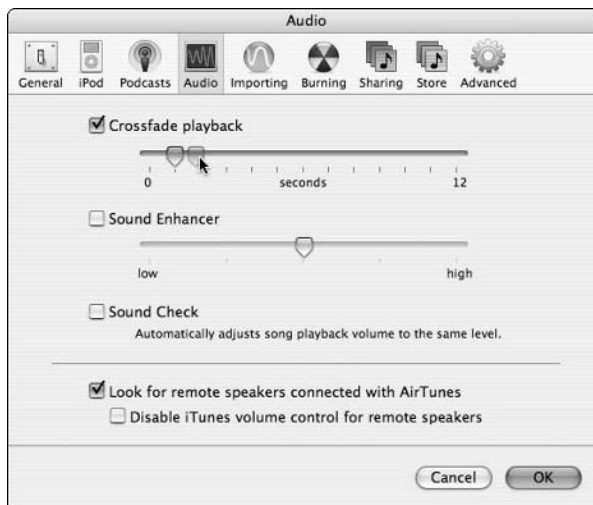 Audio
General iPod Podcasts Audio Importing Burning Sharing Store Advanced
Crossfade playback
0 seconds 12
Sound Enhancer
low high
Sound Check
Automatically adjusts song playback volume to the same level.
Look for remote speakers connected with AirTunes
Disable iTunes volume control for remote speakers
Cancel OK